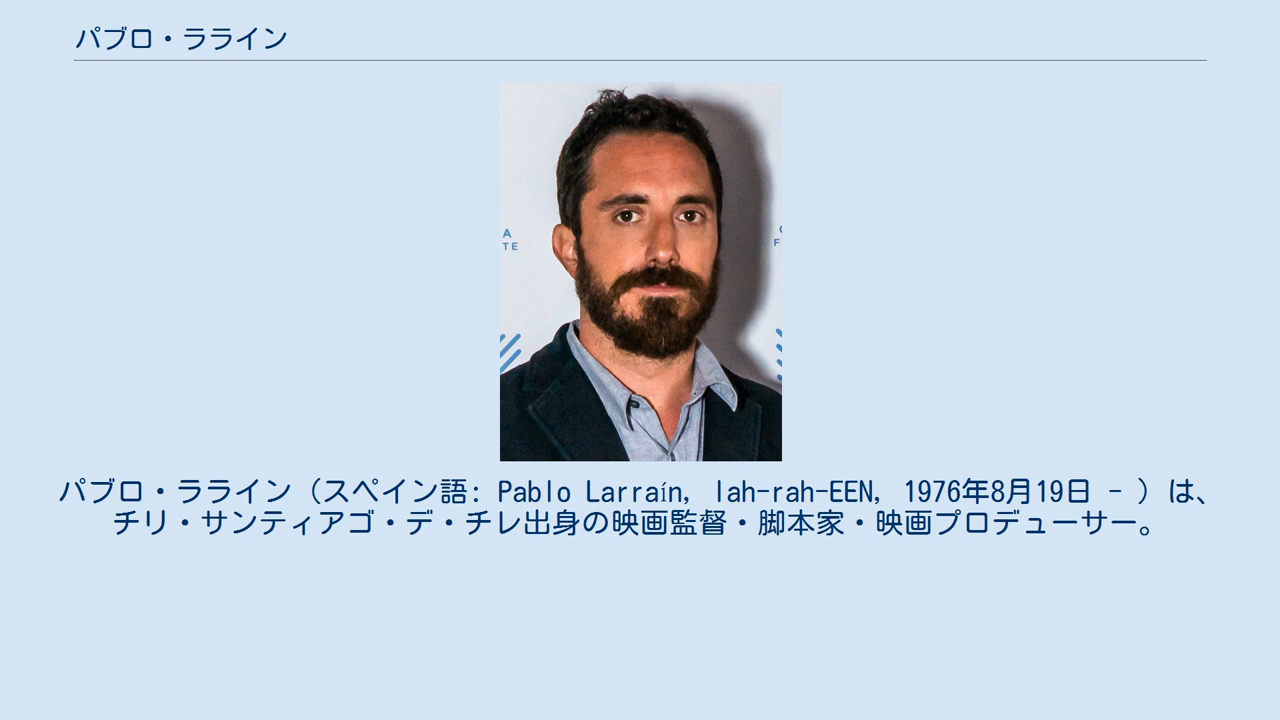 パブロ・ラライン
A
TE
F
パブロ・ラライン（スペイン語: Pablo Larraín, lah-rah-EEN, 1976年8月19日 - ）は、
チリ・サンティアゴ・デ・チレ出身の映画監督・脚本家・映画プロデューサー。